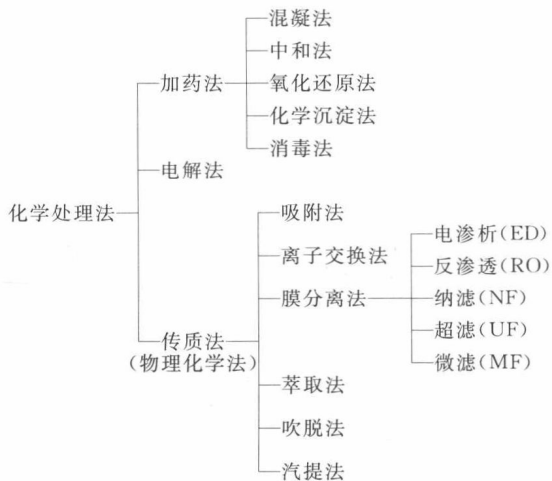 化学处理法
加药法
混凝法
中和法
氧化还原法
化学沉淀法
消毒法
电解法
传质法
(物理化学法)
吸附法
离子交换法
膜分离法
电渗析(ED)
反渗透(RO)
纳滤(NF)
超滤(UF)
微滤(MF)
萃取法
吹脱法
汽提法